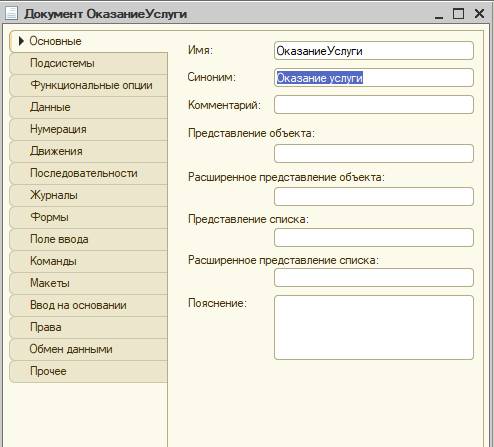 Документ ОказаниеУслуги
Основные
Подсистемы
Функциональные опции
Данные
Нумерация
Движения
Последовательности
Журналы
Формы
Поле ввода
Команды
Макеты
Ввод на основании
Права
Обмен данными
Прочее
Имя: ОказаниеУслуги
Синоним: Оказание услуги
Комментарий:
Представление объекта:
Расширенное представление объекта:
Представление списка:
Расширенное представление списка:
Пояснение: